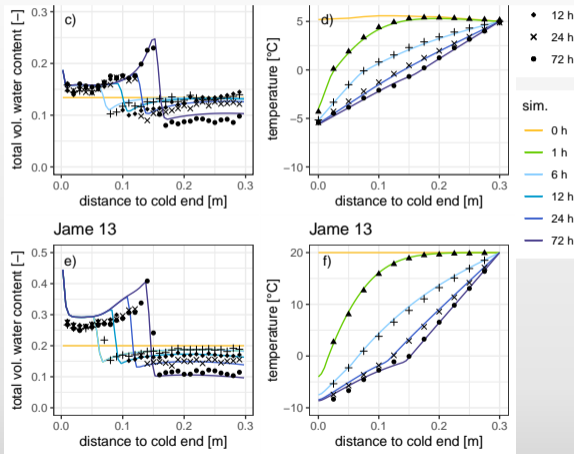 total vol. water content [–]
0.3
0.2
0.1
0.0
c)
0.0 0.1 0.2 0.3
distance to cold end [m]
temperature [°C]
5
0
−5
−10
d)
0.0 0.1 0.2 0.3
distance to cold end [m]
12 h
24 h
72 h
sim.
0 h
1 h
6 h
12 h
24 h
72 h
Jame 13
total vol. water content [–]
0.5
0.4
0.3
0.2
0.1
0.0
e)
0.0 0.1 0.2 0.3
distance to cold end [m]
Jame 13
temperature [°C]
20
10
0
−10
f)
0.0 0.1 0.2 0.3
distance to cold end [m]